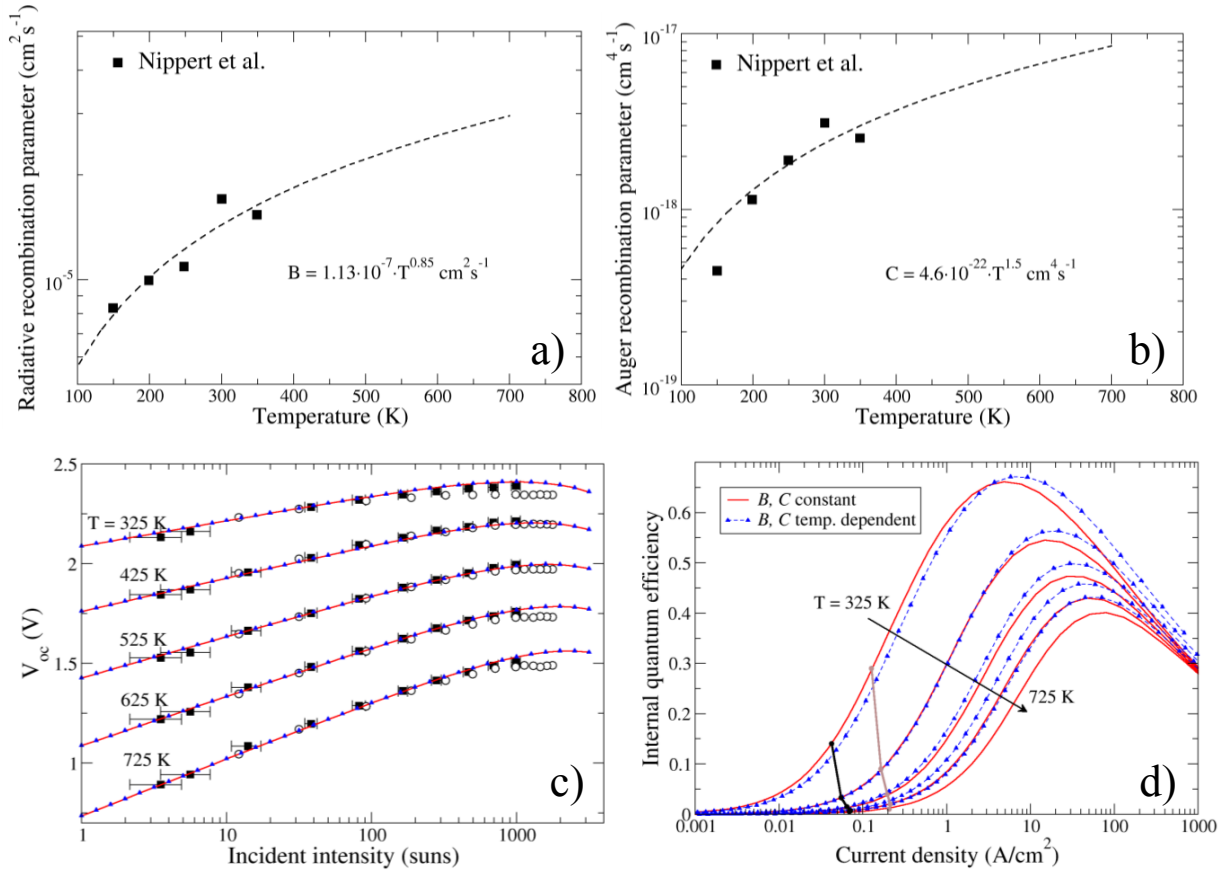 Radiative recombination parameter (cm²s⁻¹)
Nippert et al.
10⁻⁵
B = 1.13·10⁻⁷·T⁰·⁸⁵ cm²s⁻¹
a)
100 200 300 400 500 600 700 800
Temperature (K)
Auger recombination parameter (cm⁴s⁻¹)
10⁻¹⁷
Nippert et al.
10⁻¹⁸
C = 4.6·10⁻²²·T¹·⁵ cm⁴s⁻¹
10⁻¹⁹
b)
100 200 300 400 500 600 700 800
Temperature (K)
V_oc (V)
2.5
2
1.5
1
T = 325 K
425 K
525 K
625 K
725 K
c)
1 10 100 1000
Incident intensity (suns)
Internal quantum efficiency
0.6
0.5
0.4
0.3
0.2
0.1
0
B, C constant
B, C temp. dependent
T = 325 K
725 K
d)
0.001 0.01 0.1 1 10 100 1000
Current density (A/cm²)